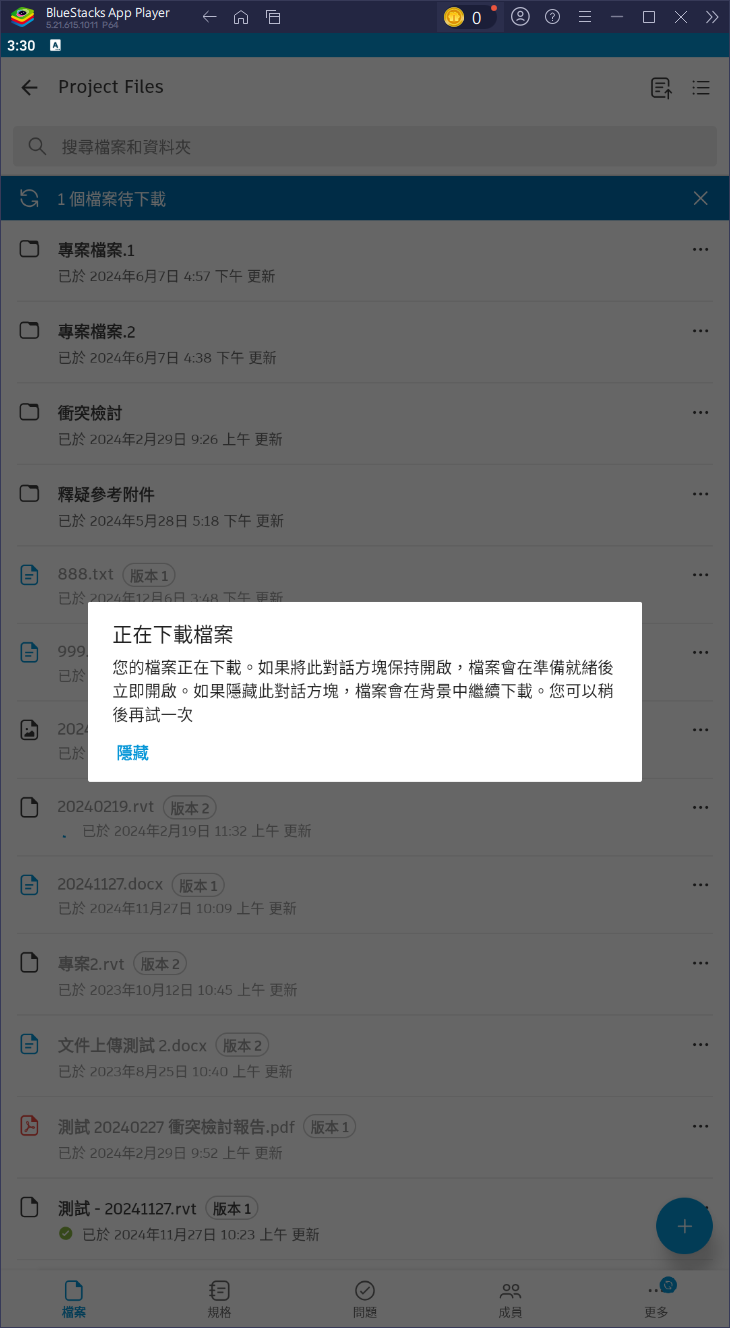 BlueStacks App Player
5.21.615.1011 P64
0
3:30
A
Project Files
搜尋檔案和資料夾
1 個檔案待下載
專案檔案.1
已於 2024年6月7日 4:57 下午 更新
專案檔案.2
已於 2024年6月7日 4:38 下午 更新
衝突檢討
已於 2024年2月29日 9:26 上午 更新
釋疑參考附件
已於 2024年5月28日 5:18 下午 更新
888.txt 版本 1
已於 2024年12月6日 3:48 下午 更新
999.
已於
2024
已於
正在下載檔案
您的檔案正在下載。如果將此對話方塊保持開啟，檔案會在準備就緒後
立即開啟。如果隱藏此對話方塊，檔案會在背景中繼續下載。您可以稍
後再試一次
隱藏
20240219.rvt 版本 2
已於 2024年2月19日 11:32 上午 更新
20241127.docx 版本 1
已於 2024年11月27日 10:09 上午 更新
專案2.rvt 版本 2
已於 2023年10月12日 10:45 上午 更新
文件上傳測試 2.docx 版本 2
已於 2023年8月25日 10:40 上午 更新
測試 20240227 衝突檢討報告.pdf 版本 1
已於 2024年2月29日 9:52 上午 更新
測試 - 20241127.rvt 版本 1
已於 2024年11月27日 10:23 上午 更新
檔案
規格
問題
成員
更多